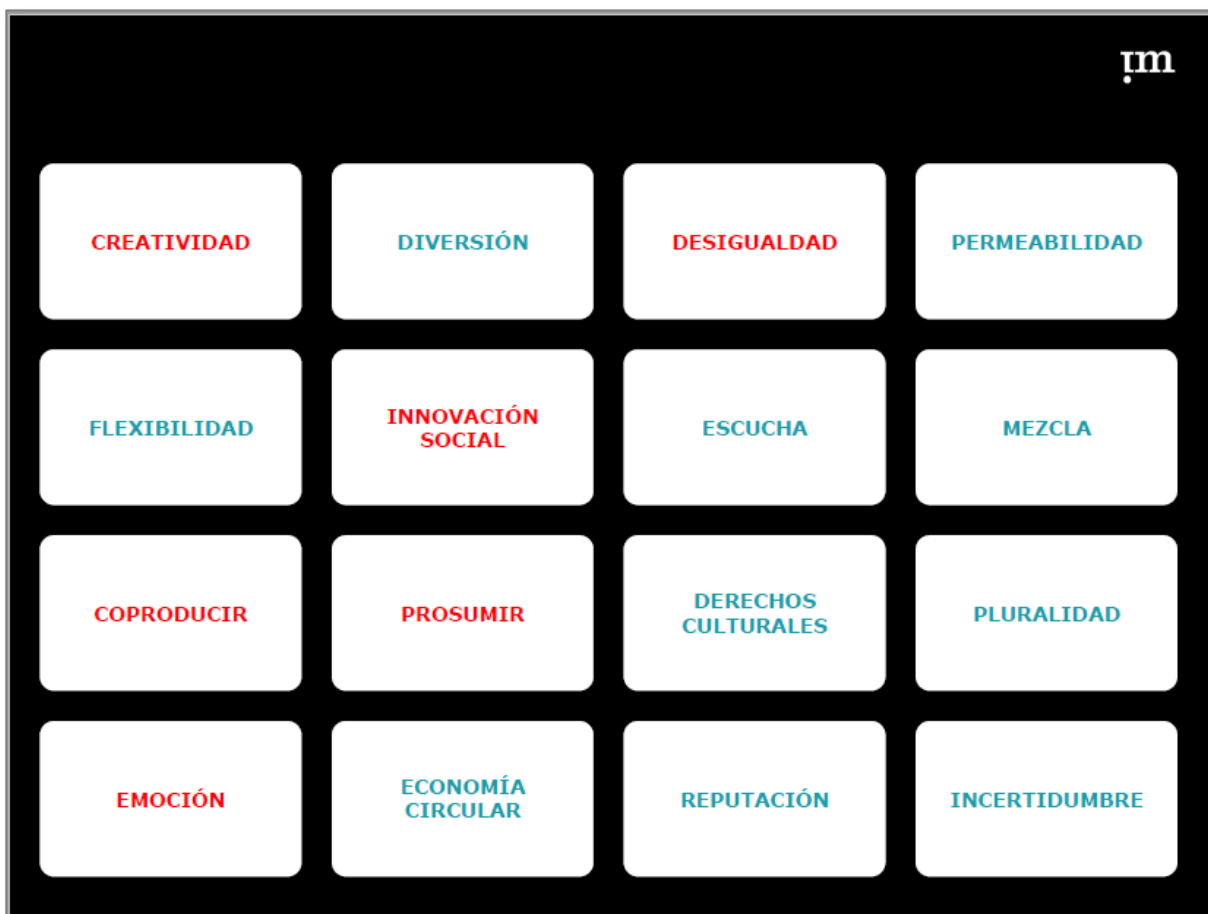 im
CREATIVIDAD
DIVERSIÓN
DESIGUALDAD
PERMEABILIDAD
FLEXIBILIDAD
INNOVACIÓN
SOCIAL
ESCUCHA
MEZCLA
COPRODUCIR
PROSUMIR
DERECHOS
CULTURALES
PLURALIDAD
EMOCIÓN
ECONOMÍA
CIRCULAR
REPUTACIÓN
INCERTIDUMBRE